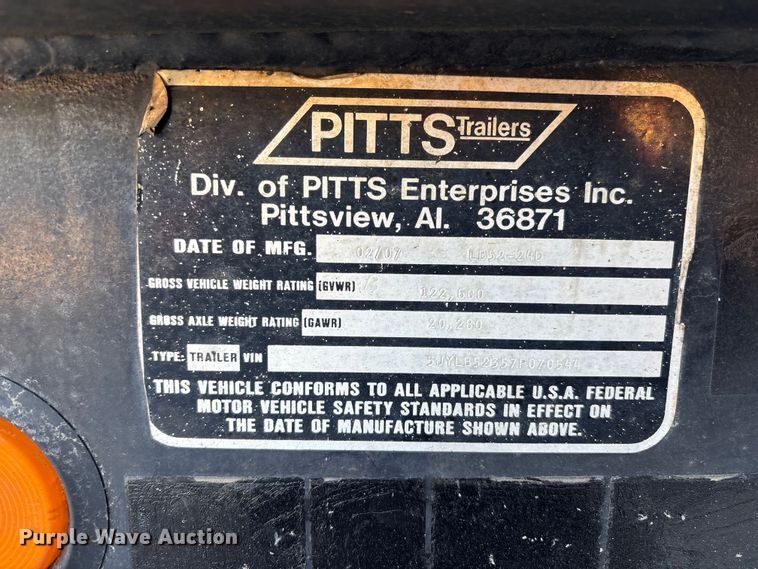 PITTS Trailers
Div. of PITTS Enterprises Inc.
Pittsview, Al. 36871
DATE OF MFG. 02/07
GROSS VEHICLE WEIGHT RATING (GVWR) 122,600
GROSS AXLE WEIGHT RATING (GAWR)
TYPE: TRAILER VIN
THIS VEHICLE CONFORMS TO ALL APPLICABLE U.S.A. FEDERAL
MOTOR VEHICLE SAFETY STANDARDS IN EFFECT ON
THE DATE OF MANUFACTURE SHOWN ABOVE.
Purple Wave Auction